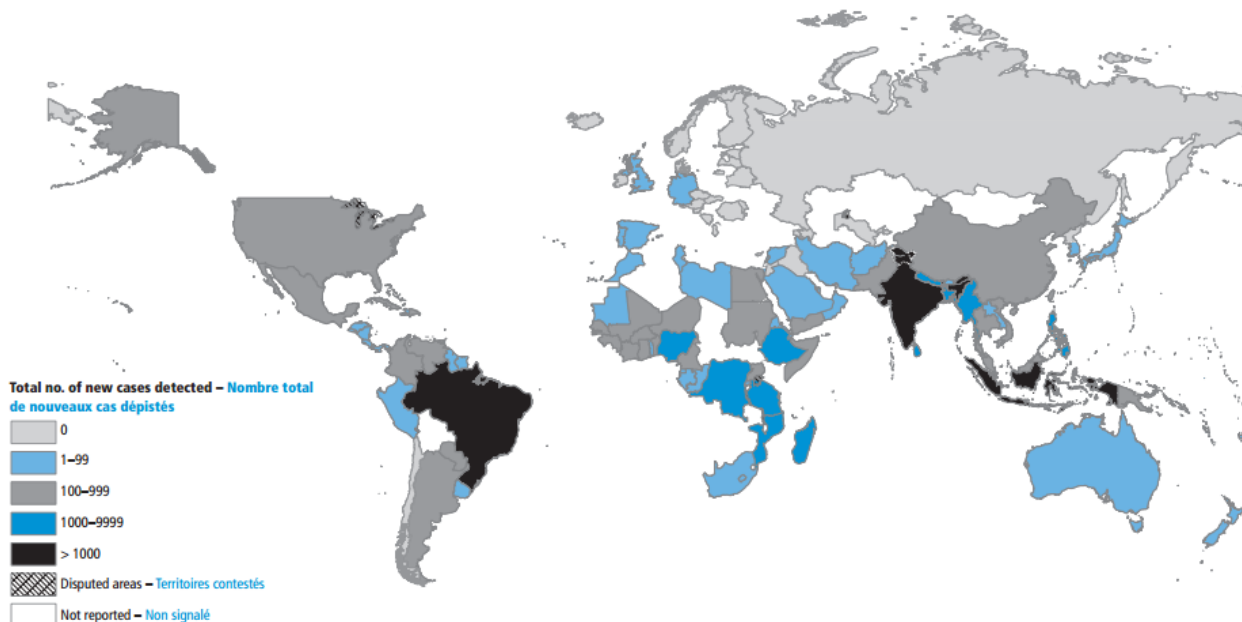 Total no. of new cases detected – Nombre total
de nouveaux cas dépistés
0
1–99
100–999
1000–9999
> 1000
Disputed areas – Territoires contestés
Not reported – Non signalé